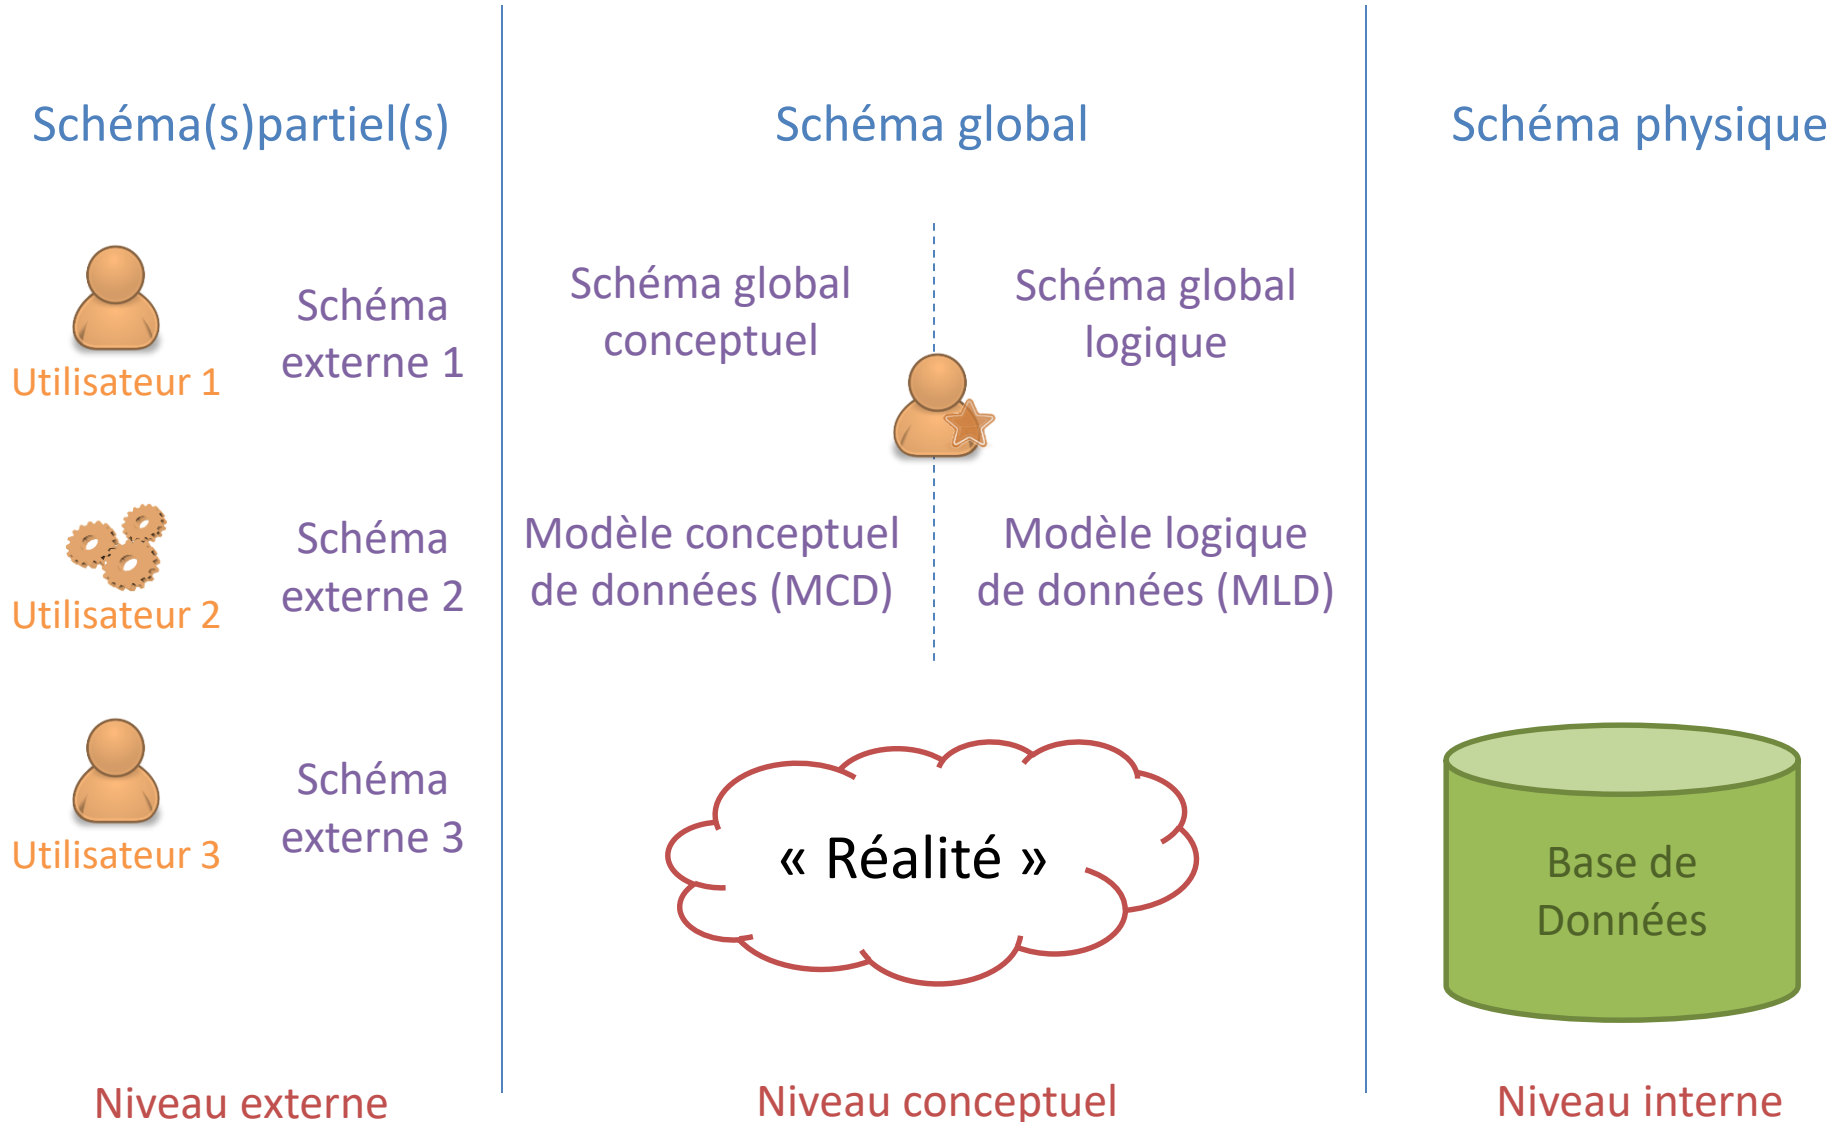 Schéma(s)partiel(s)
Schéma global
Schéma physique
Utilisateur 1
Schéma
externe 1
Utilisateur 2
Schéma
externe 2
Utilisateur 3
Schéma
externe 3
Schéma global
conceptuel
Schéma global
logique
Modèle conceptuel
de données (MCD)
Modèle logique
de données (MLD)
« Réalité »
Base de
Données
Niveau externe
Niveau conceptuel
Niveau interne